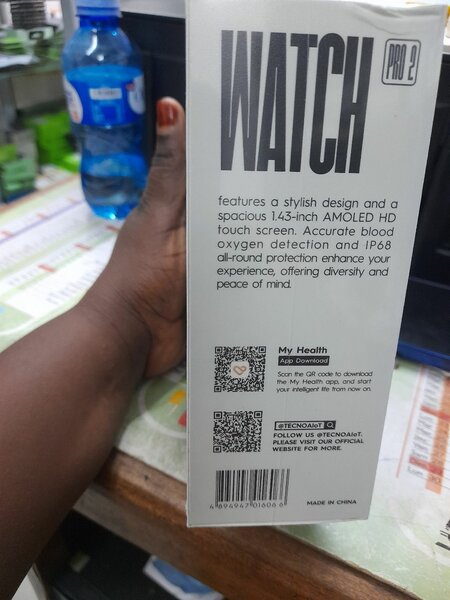 WATCH
PRO 2
features a stylish design and a
spacious 1.43-inch AMOLED HD
touch screen. Accurate blood
oxygen detection and IP68
all-round protection enhance your
experience, offering diversity and
peace of mind.
My Health
App Download
Scan the QR code to download
the My Health app, and start
your intelligent life from now on.
@TECNOAIoT
FOLLOW US @TECNOAIoT.
PLEASE VISIT OUR OFFICIAL
WEBSITE FOR MORE.
4 894947 016066
MADE IN CHINA